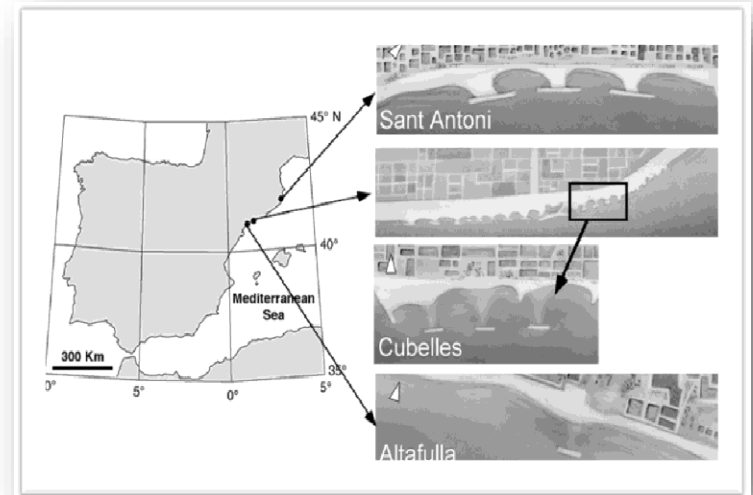 45° N
Sant Antoni
40°
Mediterranean
Sea
Cubelles
300 Km
35°
0°
5°
0°
5°
Altafulla